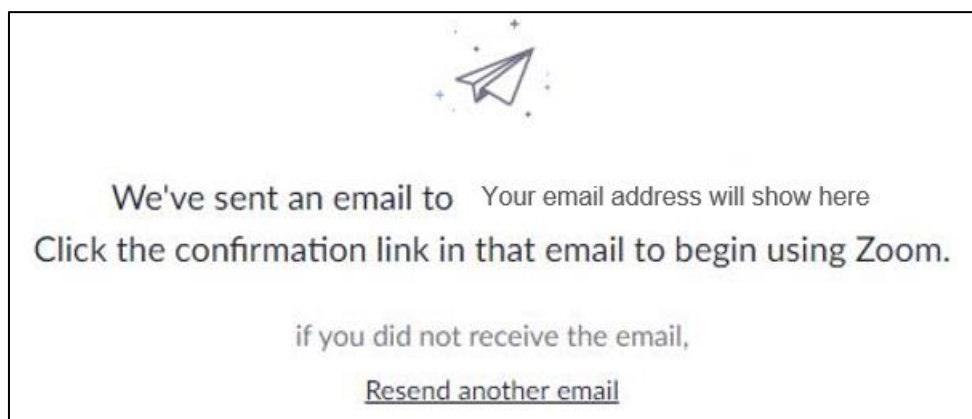 We've sent an email to Your email address will show here
Click the confirmation link in that email to begin using Zoom.
if you did not receive the email,
Resend another email